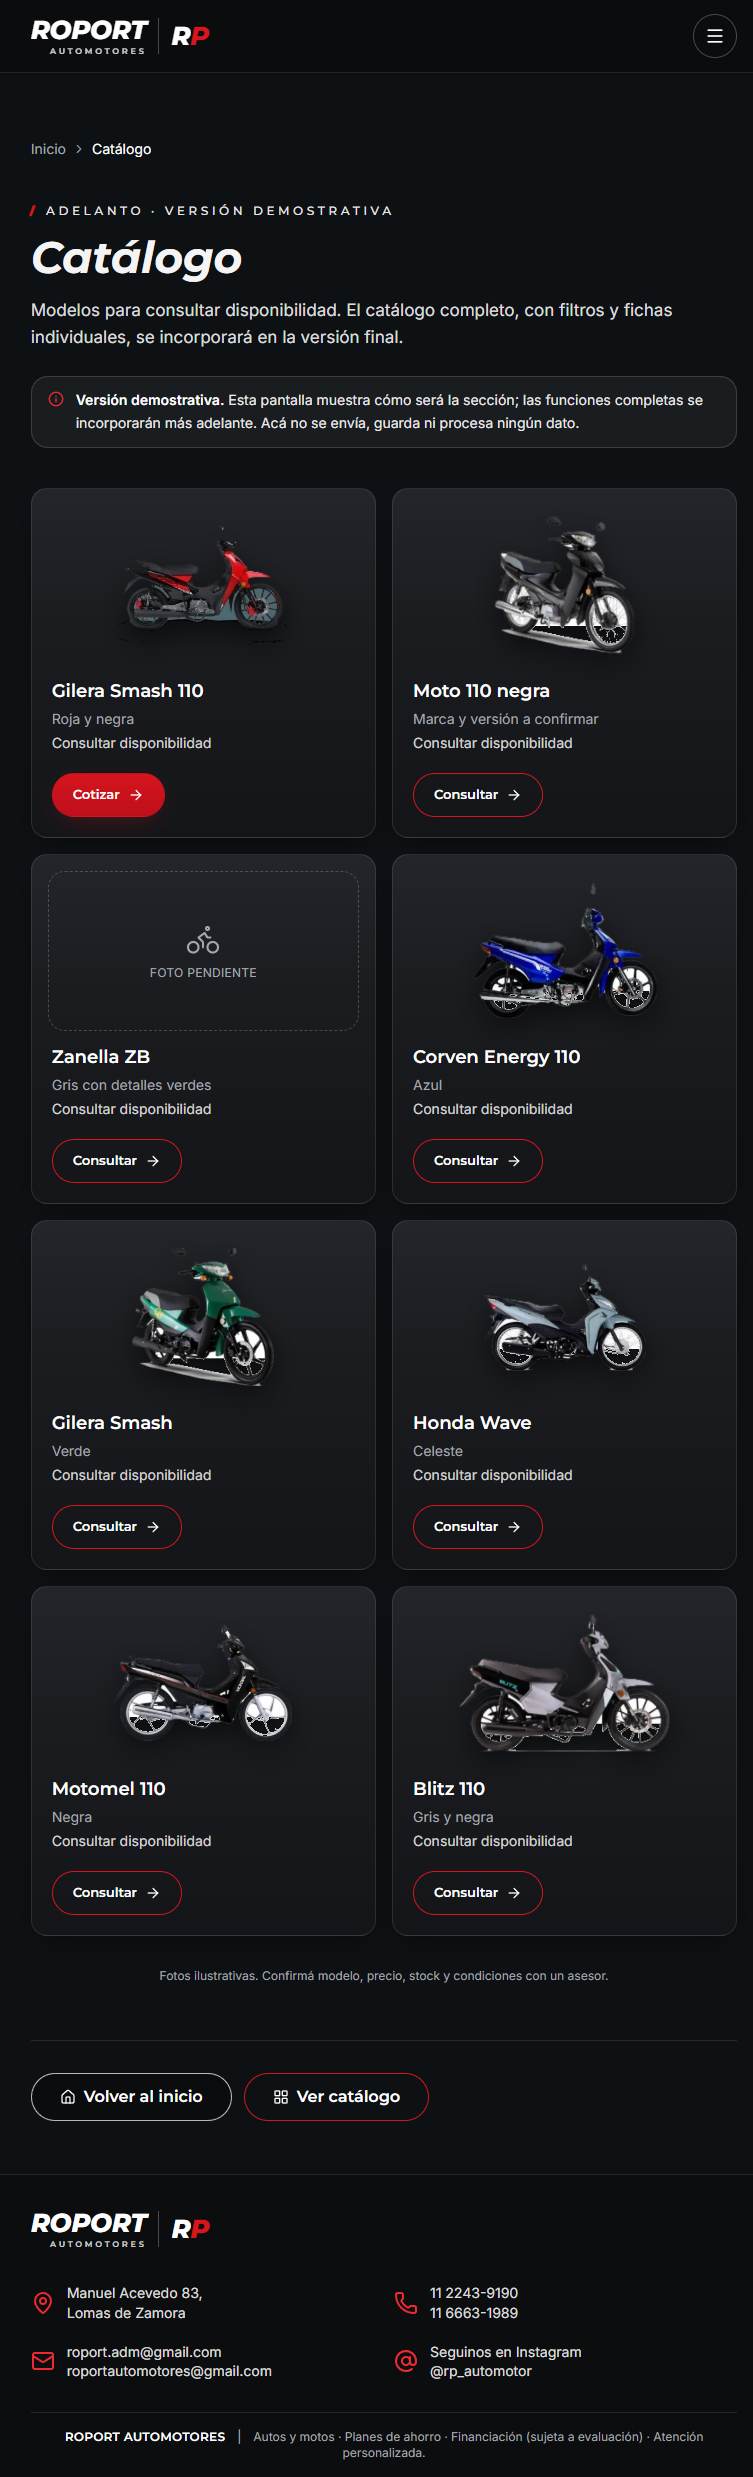 ROPORT
AUTOMOTORES
RP
Inicio > Catálogo
ADELANTO · VERSIÓN DEMOSTRATIVA
Catálogo
Modelos para consultar disponibilidad. El catálogo completo, con filtros y fichas
individuales, se incorporará en la versión final.
Versión demostrativa. Esta pantalla muestra cómo será la sección; las funciones completas se
incorporarán más adelante. Acá no se envía, guarda ni procesa ningún dato.
Gilera Smash 110
Roja y negra
Consultar disponibilidad
Cotizar →
Moto 110 negra
Marca y versión a confirmar
Consultar disponibilidad
Consultar →
FOTO PENDIENTE
Zanella ZB
Gris con detalles verdes
Consultar disponibilidad
Consultar →
Corven Energy 110
Azul
Consultar disponibilidad
Consultar →
Gilera Smash
Verde
Consultar disponibilidad
Consultar →
Honda Wave
Celeste
Consultar disponibilidad
Consultar →
Motomel 110
Negra
Consultar disponibilidad
Consultar →
BLITZ
Blitz 110
Gris y negra
Consultar disponibilidad
Consultar →
Fotos ilustrativas. Confirmá modelo, precio, stock y condiciones con un asesor.
Volver al inicio
Ver catálogo
ROPORT
AUTOMOTORES
RP
Manuel Acevedo 83,
Lomas de Zamora
11 2243-9190
11 6663-1989
roport.adm@gmail.com
roportautomotores@gmail.com
Seguinos en Instagram
@rp_automotor
ROPORT AUTOMOTORES | Autos y motos · Planes de ahorro · Financiación (sujeta a evaluación) · Atención
personalizada.